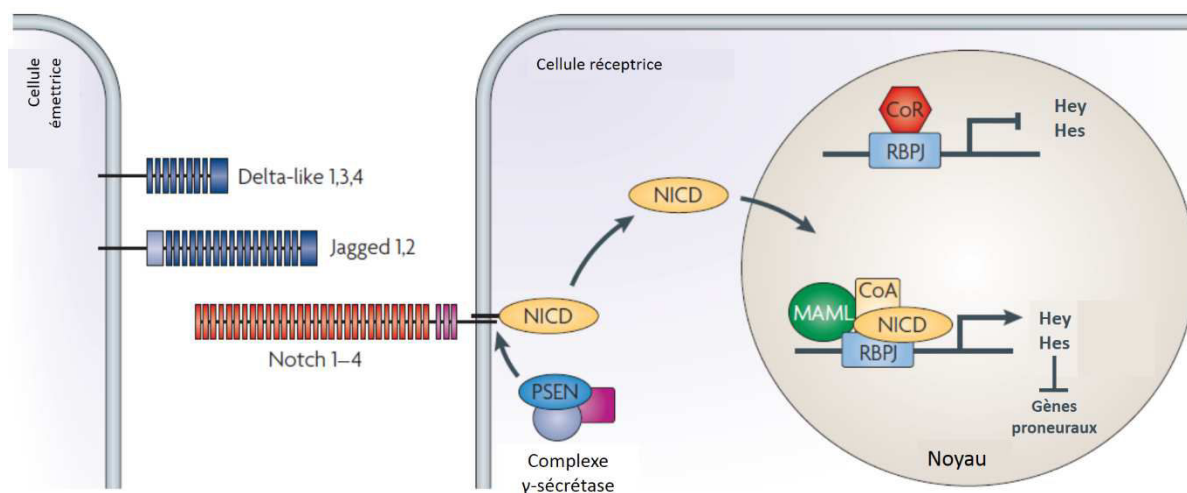 Cellule
émettrice
Cellule réceptrice
Delta-like 1,3,4
Jagged 1,2
Notch 1–4
NICD
NICD
PSEN
Complexe
γ-sécrétase
CoR
RBPJ
Hey
Hes
MAML
CoA
NICD
RBPJ
Hey
Hes
Gènes
proneuraux
Noyau